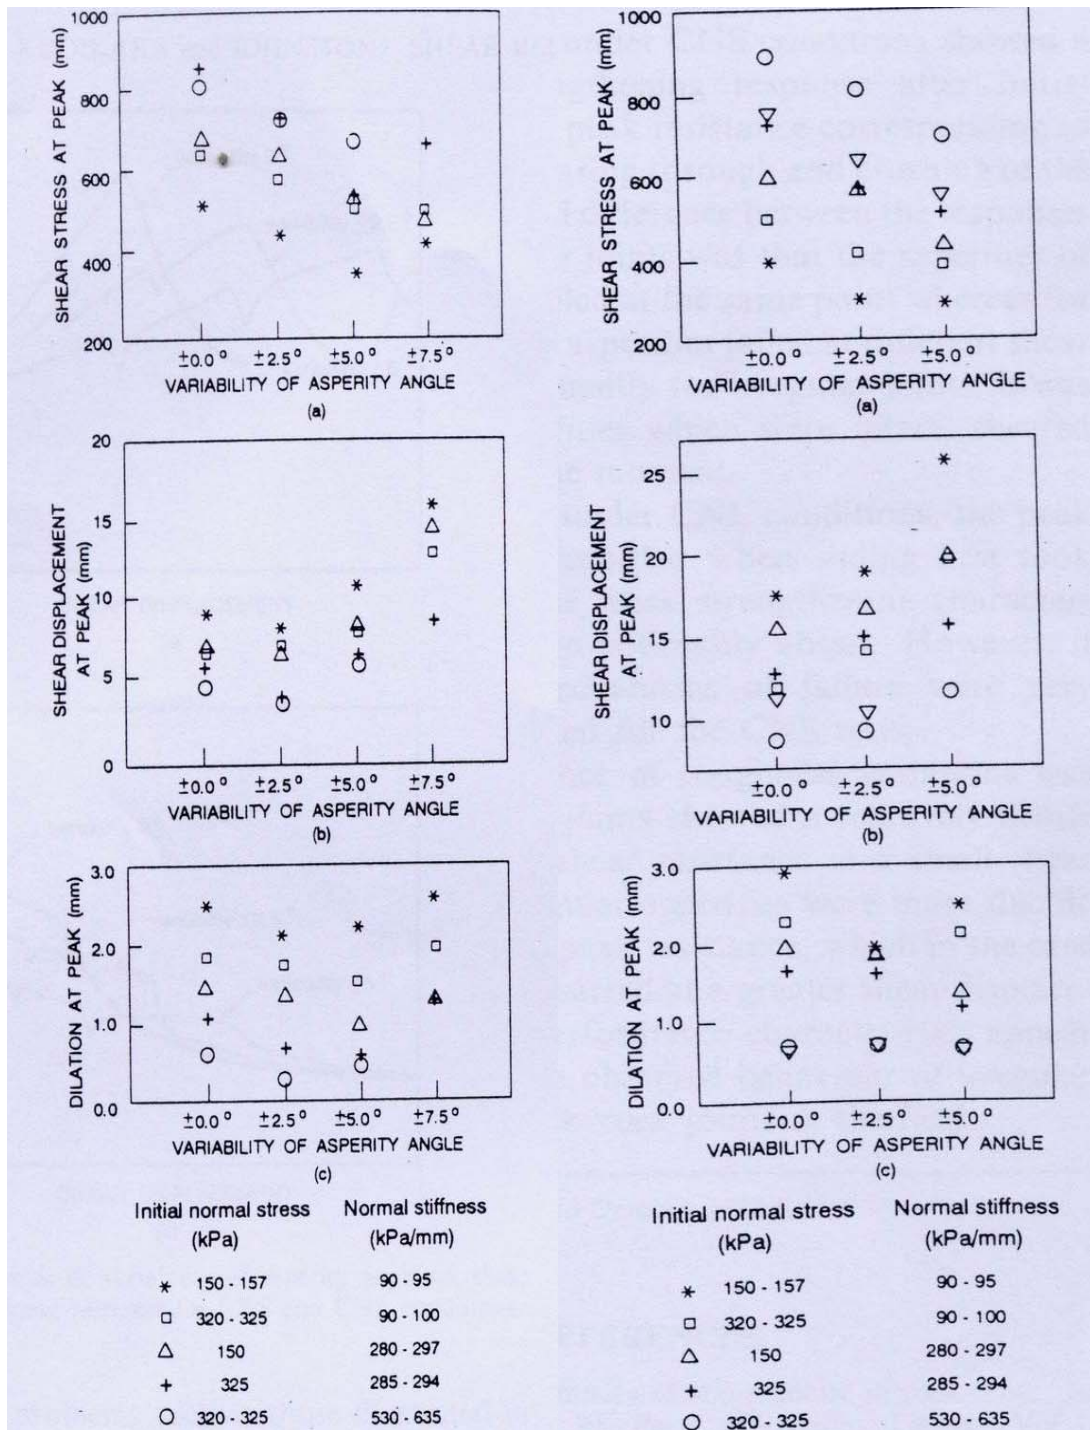 1000
800
600
400
200
SHEAR STRESS AT PEAK (mm)
±0.0° ±2.5° ±5.0° ±7.5°
VARIABILITY OF ASPERITY ANGLE
(a)
20
15
10
5
0
SHEAR DISPLACEMENT
AT PEAK (mm)
±0.0° ±2.5° ±5.0° ±7.5°
VARIABILITY OF ASPERITY ANGLE
(b)
3.0
2.0
1.0
0.0
DILATION AT PEAK (mm)
±0.0° ±2.5° ±5.0° ±7.5°
VARIABILITY OF ASPERITY ANGLE
(c)
Initial normal stress Normal stiffness
(kPa) (kPa/mm)
* 150 - 157 90 - 95
□ 320 - 325 90 - 100
△ 150 280 - 297
+ 325 285 - 294
○ 320 - 325 530 - 635
1000
800
600
400
200
SHEAR STRESS AT PEAK (mm)
±0.0° ±2.5° ±5.0°
VARIABILITY OF ASPERITY ANGLE
(a)
25
20
15
10
SHEAR DISPLACEMENT
AT PEAK (mm)
±0.0° ±2.5° ±5.0°
VARIABILITY OF ASPERITY ANGLE
(b)
3.0
2.0
1.0
0.0
DILATION AT PEAK (mm)
±0.0° ±2.5° ±5.0°
VARIABILITY OF ASPERITY ANGLE
(c)
Initial normal stress Normal stiffness
(kPa) (kPa/mm)
* 150 - 157 90 - 95
□ 320 - 325 90 - 100
△ 150 280 - 297
+ 325 285 - 294
○ 320 - 325 530 - 635